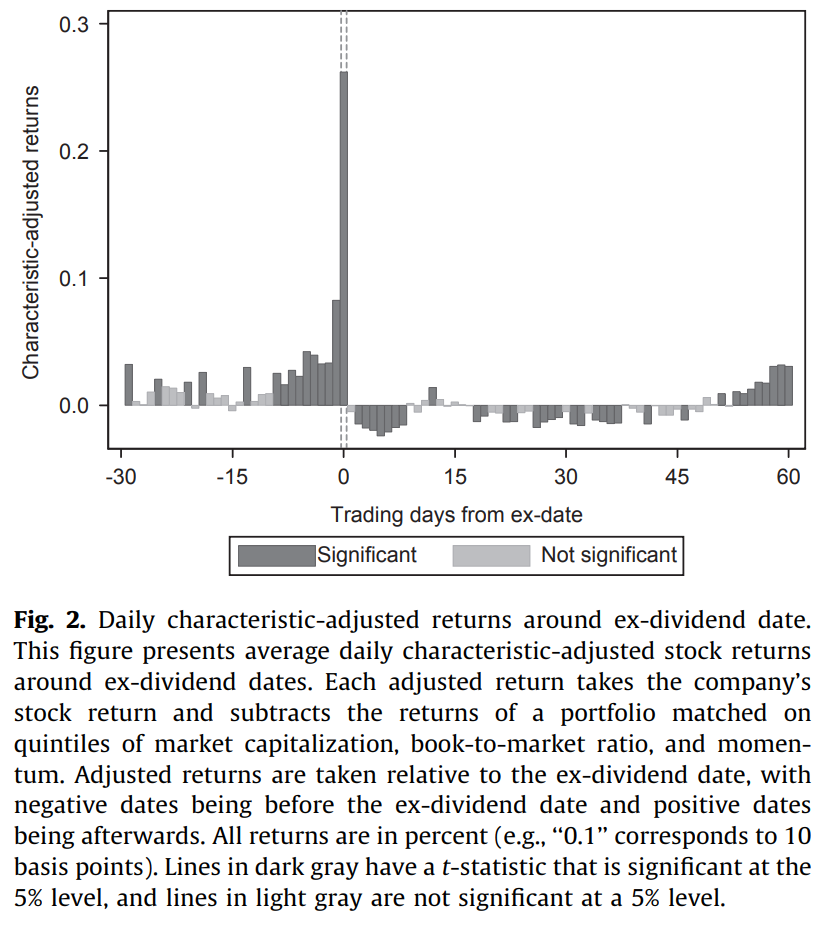 0.3
0.2
0.1
0.0
Characteristic-adjusted returns
-30 -15 0 15 30 45 60
Trading days from ex-date
Significant Not significant
Fig. 2. Daily characteristic-adjusted returns around ex-dividend date.
This figure presents average daily characteristic-adjusted stock returns
around ex-dividend dates. Each adjusted return takes the company’s
stock return and subtracts the returns of a portfolio matched on
quintiles of market capitalization, book-to-market ratio, and momen-
tum. Adjusted returns are taken relative to the ex-dividend date, with
negative dates being before the ex-dividend date and positive dates
being afterwards. All returns are in percent (e.g., “0.1” corresponds to 10
basis points). Lines in dark gray have a t-statistic that is significant at the
5% level, and lines in light gray are not significant at a 5% level.